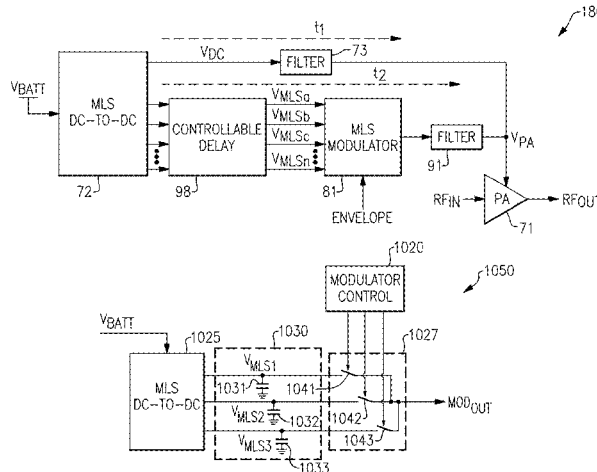 t1
180
VDC
FILTER
73
VBATT
t2
MLS
DC-TO-DC
72
CONTROLLABLE
DELAY
98
VMLSa
VMLSb
VMLSc
VMLSn
MLS
MODULATOR
81
ENVELOPE
FILTER
91
VPA
RFIN
PA
RFOUT
71
1020
MODULATOR
CONTROL
1050
VBATT
1025
MLS
DC-TO-DC
1030
VMLS1
1031
VMLS2
1032
VMLS3
1033
1027
1041
1042
1043
MODOUT